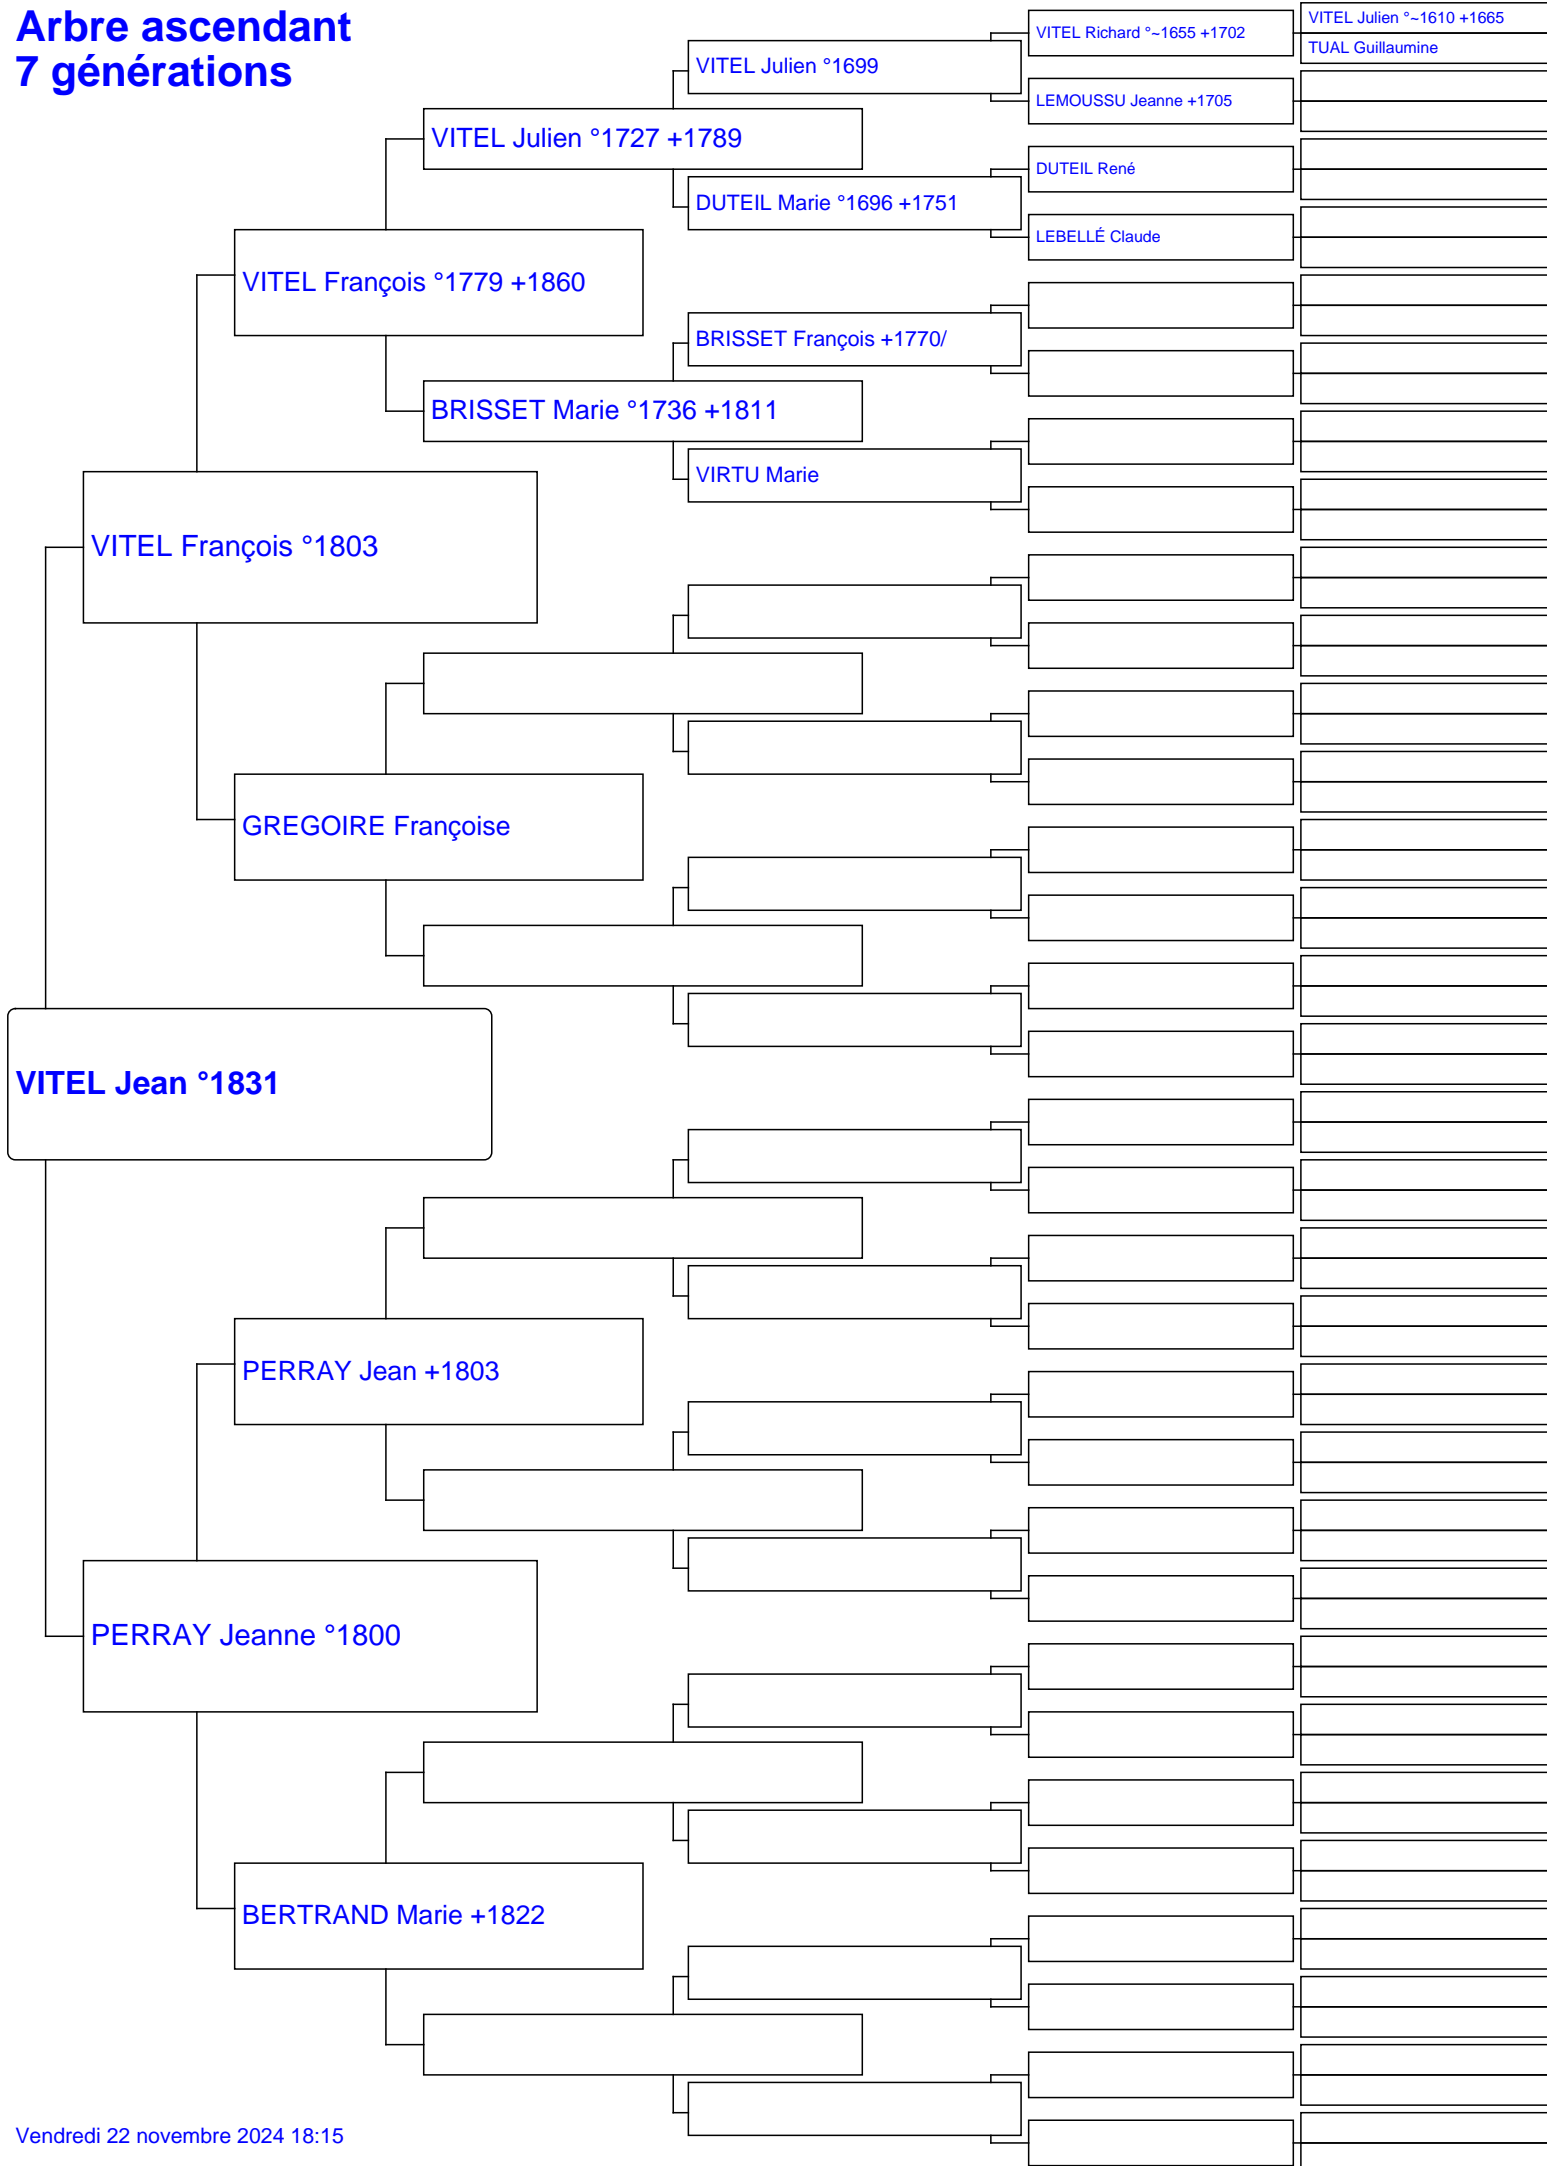 Arbre ascendant
7 générations
VITEL Julien °~1610 +1665
VITEL Richard °~1655 +1702
TUAL Guillaumine
VITEL Julien °1699
LEMOUSSU Jeanne +1705
VITEL Julien °1727 +1789
DUTEIL René
DUTEIL Marie °1696 +1751
LEBELLÉ Claude
VITEL François °1779 +1860
BRISSET François +1770/
BRISSET Marie °1736 +1811
VIRTU Marie
VITEL François °1803
GREGOIRE Françoise
VITEL Jean °1831
PERRAY Jean +1803
PERRAY Jeanne °1800
BERTRAND Marie +1822
Vendredi 22 novembre 2024 18:15